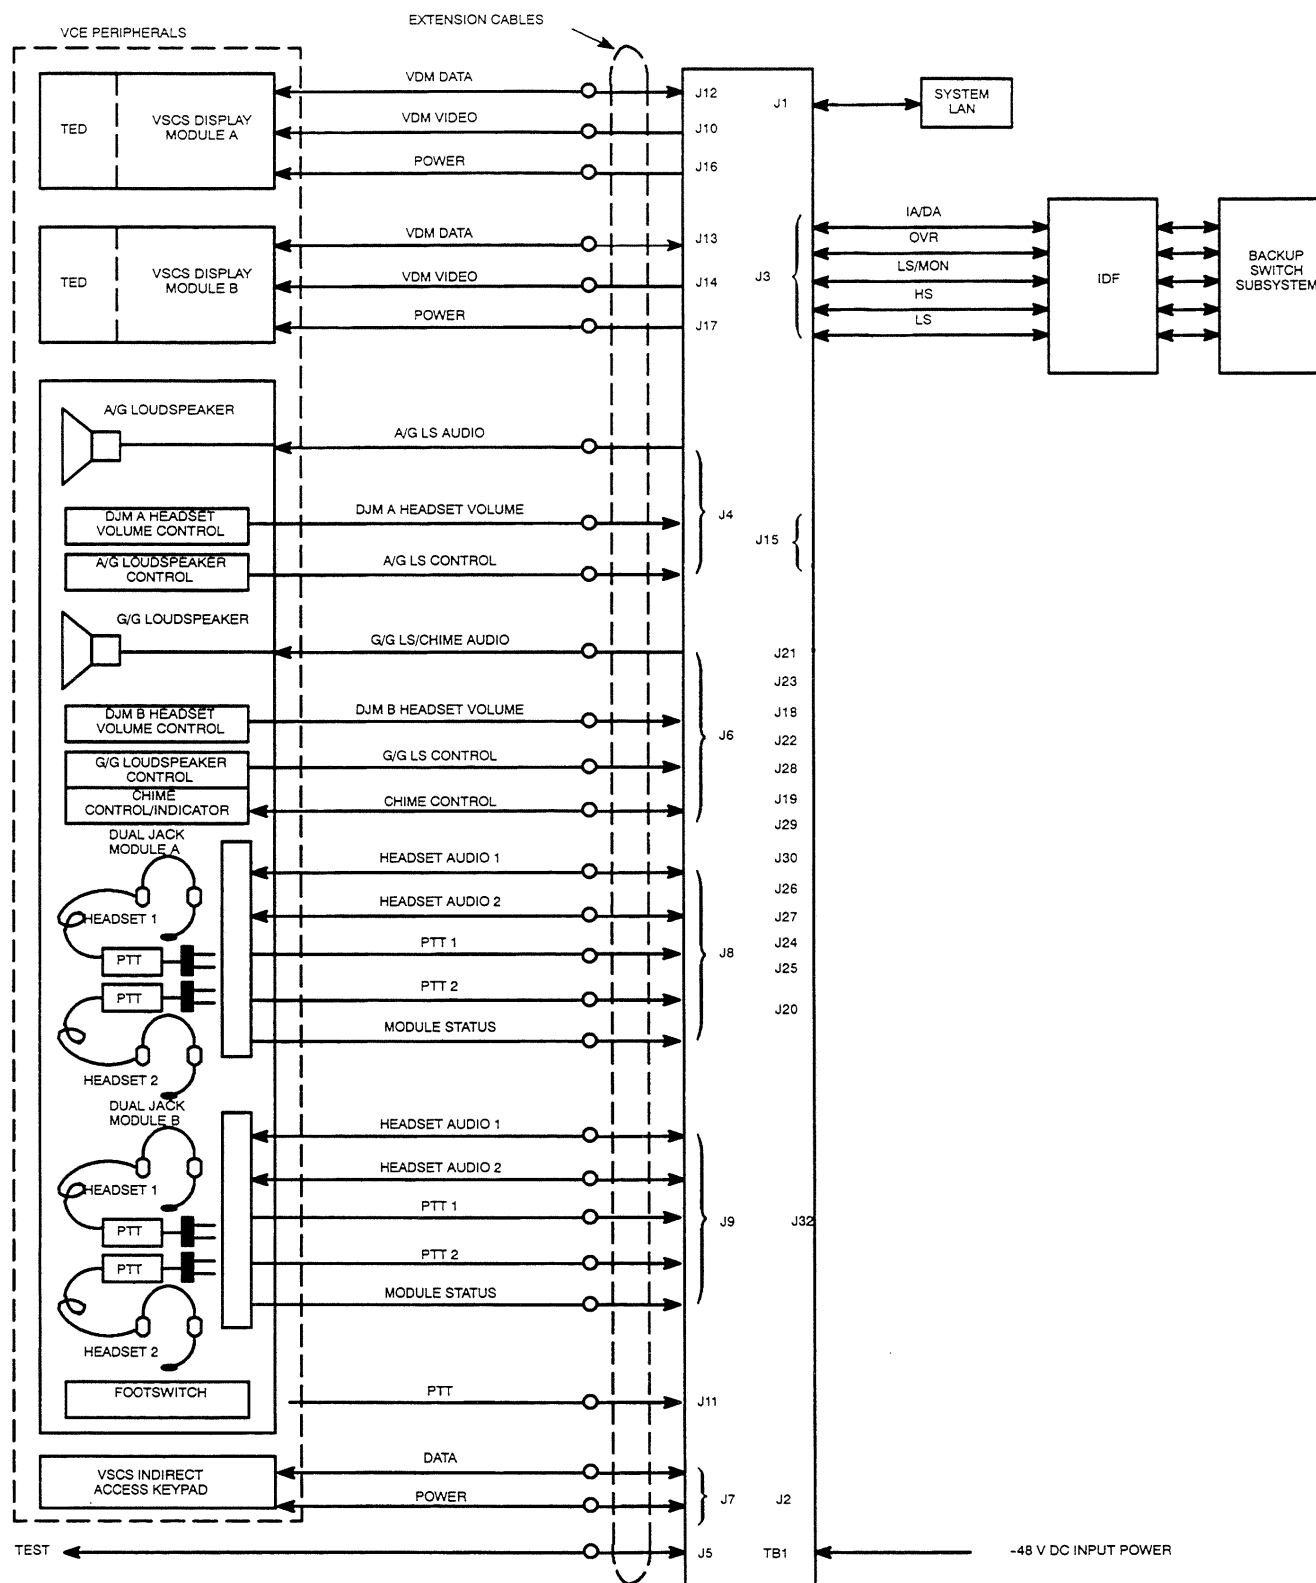 EXTENSION CABLES
VCE PERIPHERALS
TED
VSCS DISPLAY
MODULE A
VDM DATA
VDM VIDEO
POWER
J12
J10
J16
J1
SYSTEM
LAN
TED
VSCS DISPLAY
MODULE B
VDM DATA
VDM VIDEO
POWER
J13
J14
J17
J3
IA/DA
OVR
LS/MON
HS
LS
IDF
BACKUP
SWITCH
SUBSYSTEM
A/G LOUDSPEAKER
A/G LS AUDIO
DJM A HEADSET
VOLUME CONTROL
DJM A HEADSET VOLUME
A/G LOUDSPEAKER
CONTROL
A/G LS CONTROL
J4
J15
G/G LOUDSPEAKER
G/G LS/CHIME AUDIO
DJM B HEADSET
VOLUME CONTROL
DJM B HEADSET VOLUME
G/G LOUDSPEAKER
CONTROL
G/G LS CONTROL
CHIME
CONTROL/INDICATOR
CHIME CONTROL
J6
J21
J23
J18
J22
J28
J19
J29
J30
J26
J27
J24
J25
J20
DUAL JACK
MODULE A
HEADSET 1
PTT
PTT
HEADSET 2
HEADSET AUDIO 1
HEADSET AUDIO 2
PTT 1
PTT 2
MODULE STATUS
J8
DUAL JACK
MODULE B
HEADSET 1
PTT
PTT
HEADSET 2
HEADSET AUDIO 1
HEADSET AUDIO 2
PTT 1
PTT 2
MODULE STATUS
J9
J32
FOOTSWITCH
PTT
J11
VSCS INDIRECT
ACCESS KEYPAD
DATA
POWER
J7
J2
TEST
J5
TB1
-48 V DC INPUT POWER